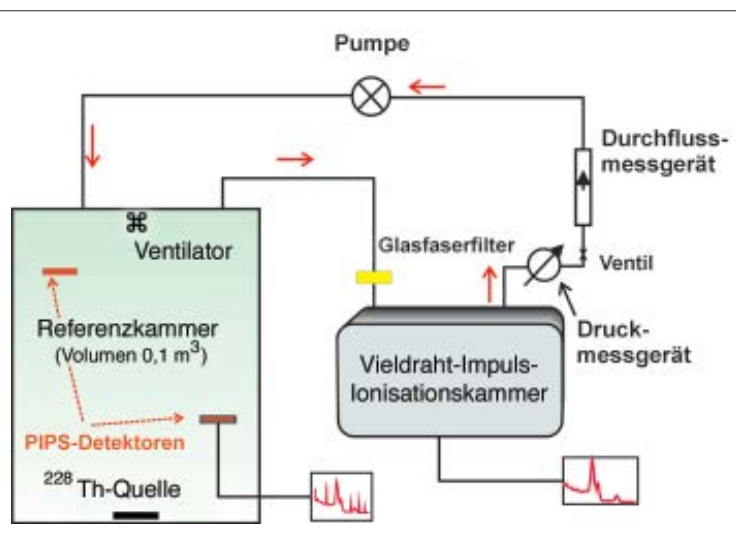 Pumpe
Durchfluss-
messgerät
Ventilator
Glasfaserfilter
Ventil
Referenzkammer
(Volumen 0,1 m³)
Druck-
messgerät
Vieldraht-Impuls-
Ionisationskammer
PIPS-Detektoren
²²⁸Th-Quelle